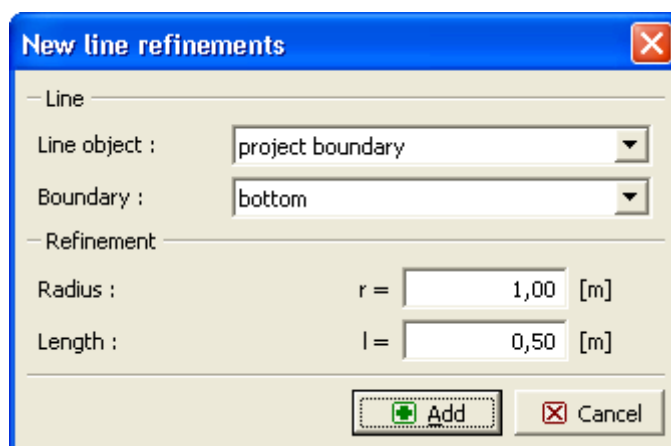 New line refinements
Line
Line object : project boundary
Boundary : bottom
Refinement
Radius : r = 1,00 [m]
Length : l = 0,50 [m]
Add Cancel